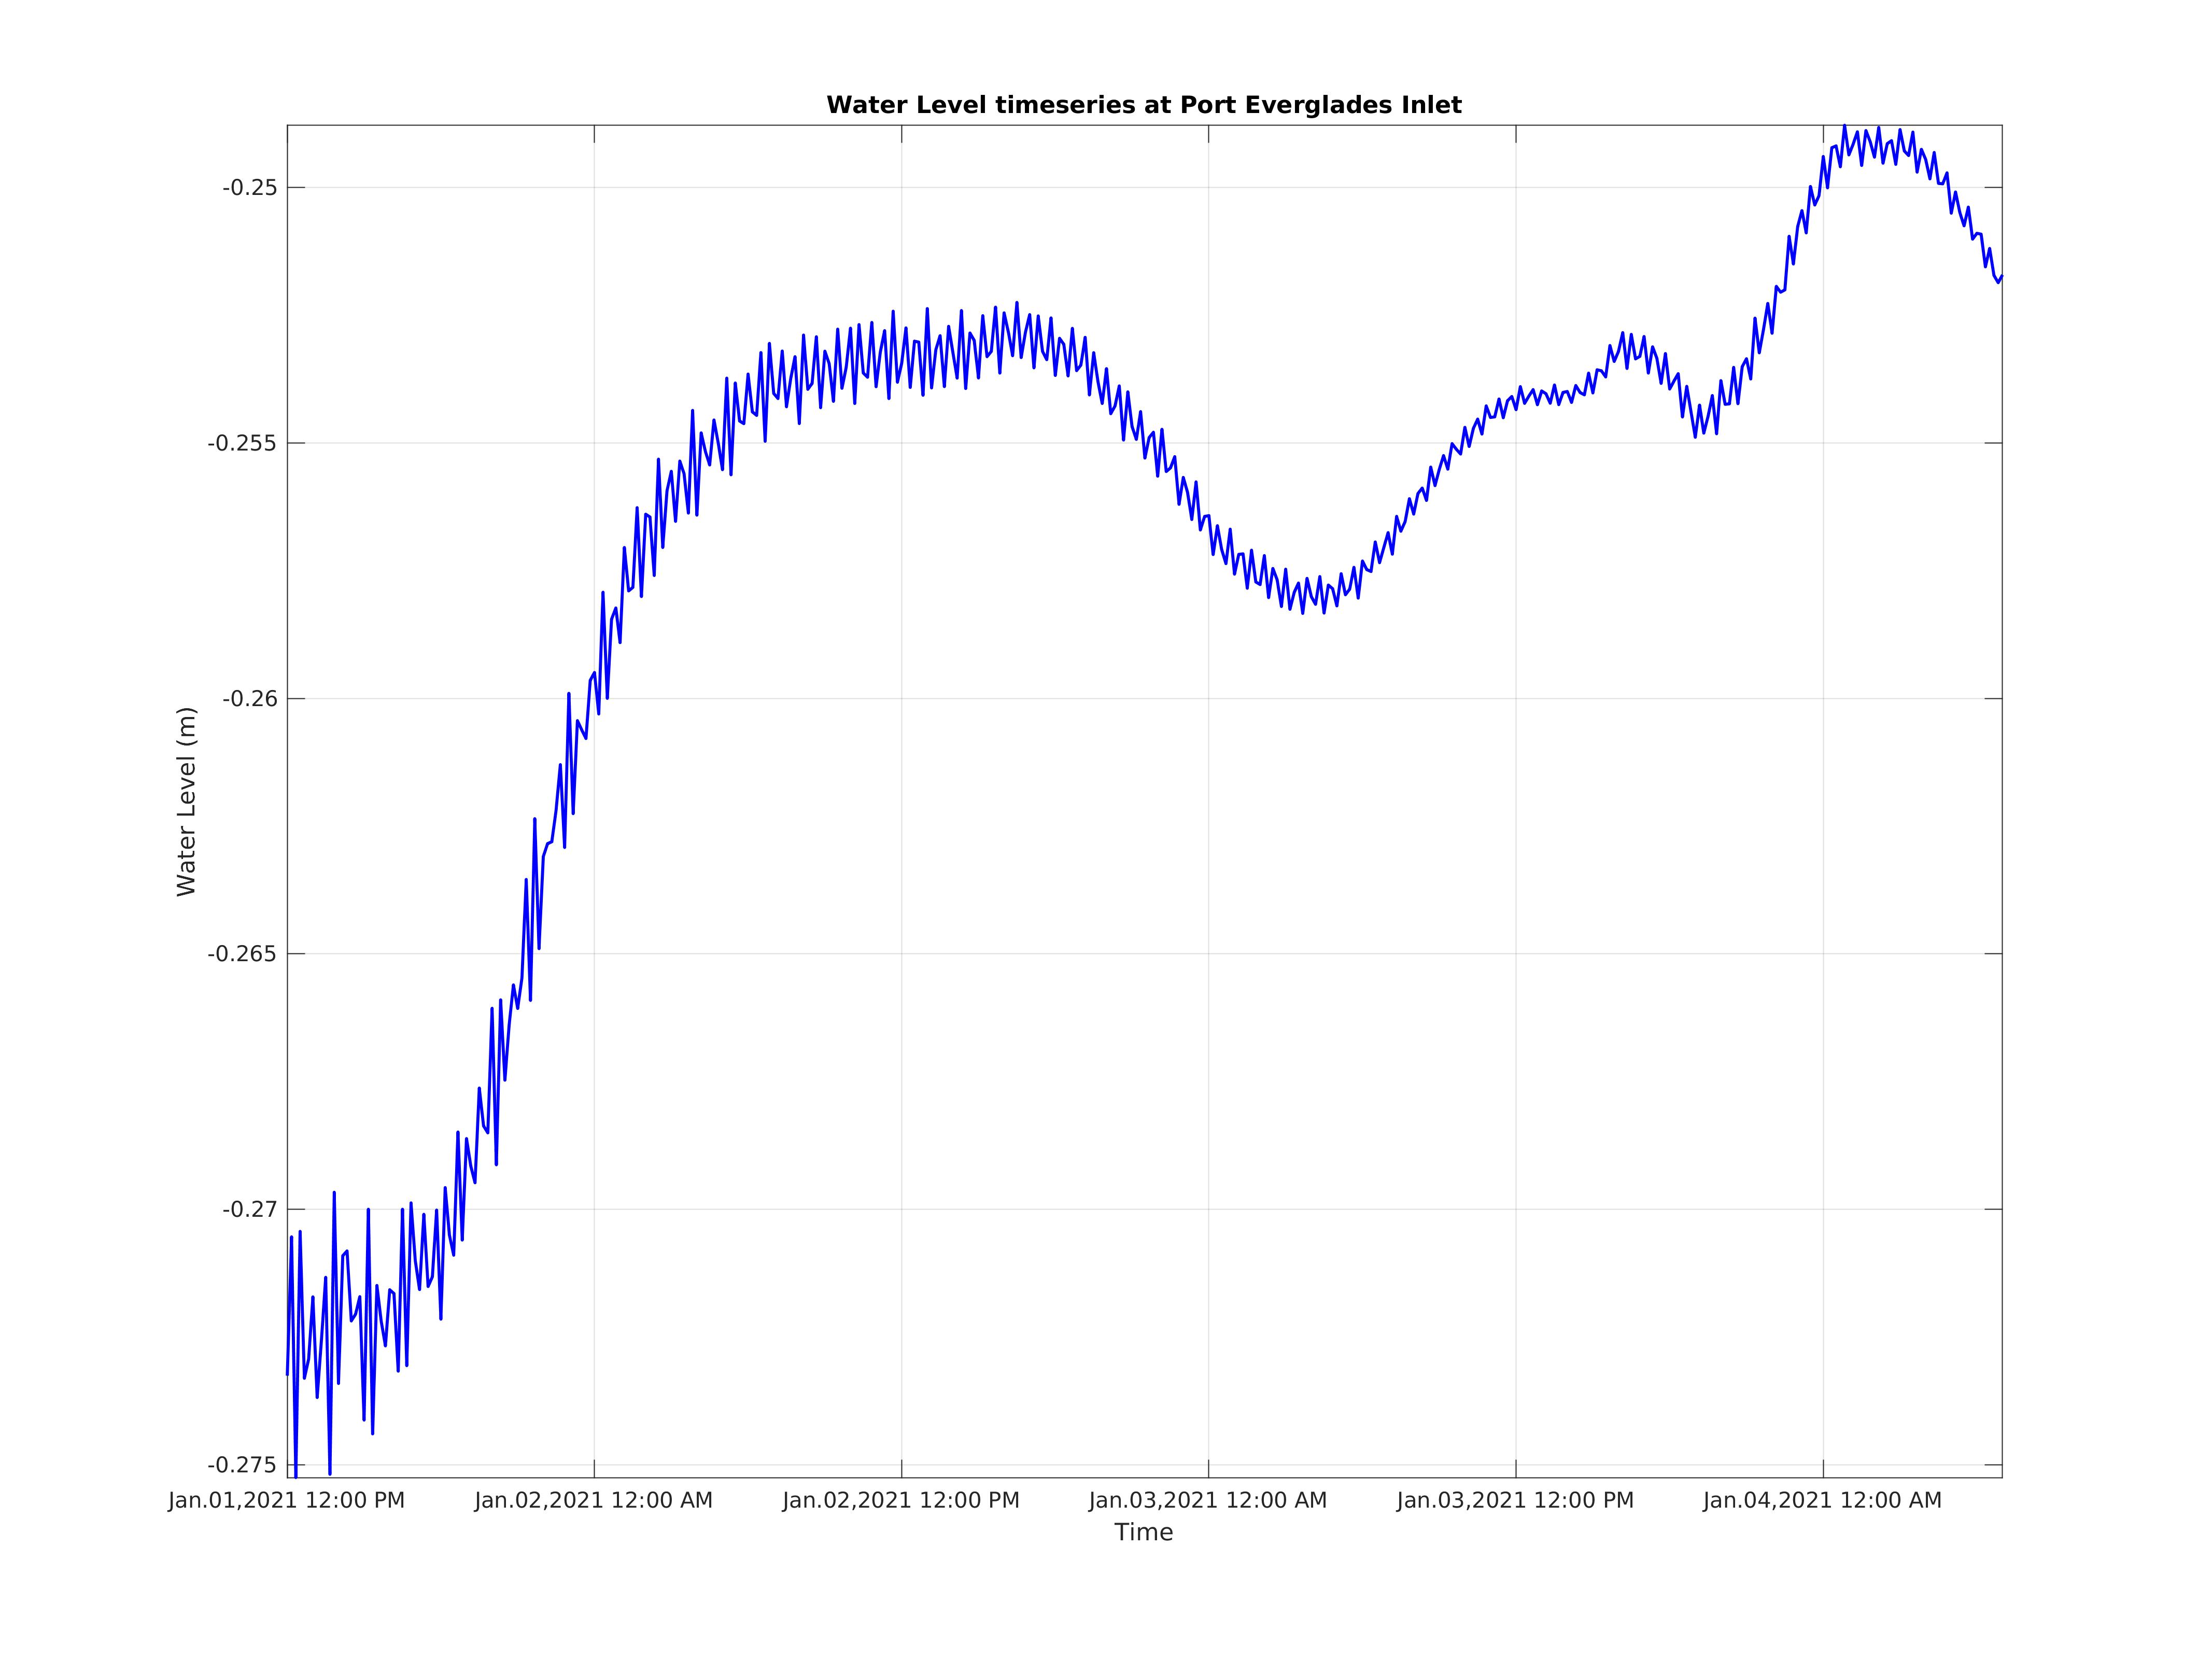 Water Level timeseries at Port Everglades Inlet
-0.25
-0.255
-0.26
-0.265
-0.27
-0.275
Water Level (m)
Jan.01,2021 12:00 PM
Jan.02,2021 12:00 AM
Jan.02,2021 12:00 PM
Jan.03,2021 12:00 AM
Jan.03,2021 12:00 PM
Jan.04,2021 12:00 AM
Time